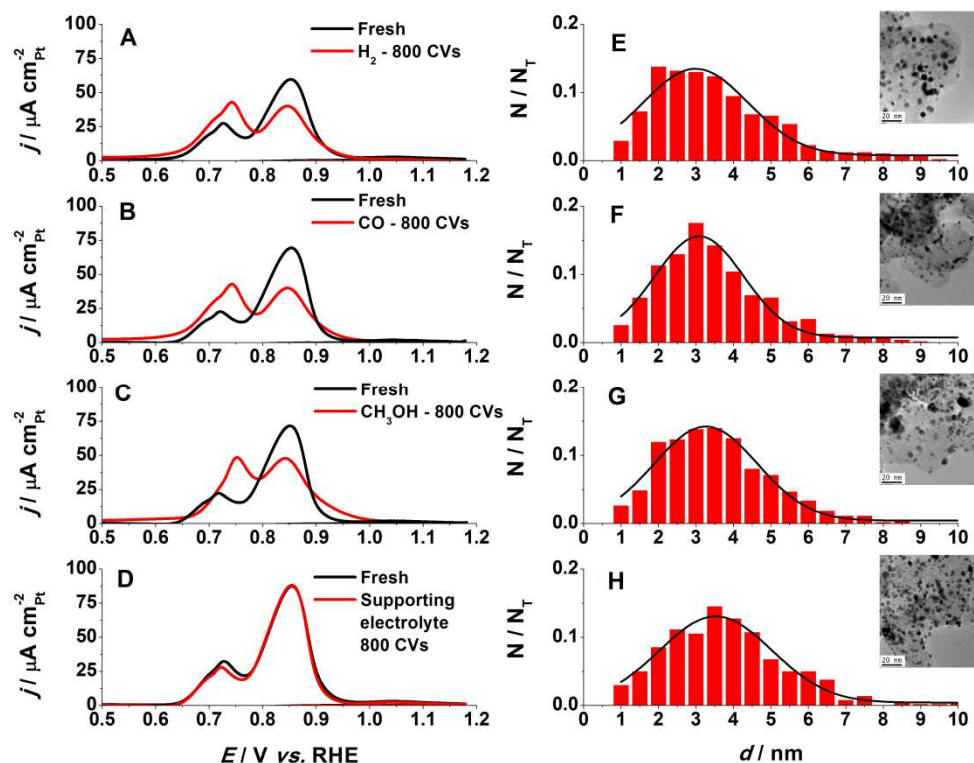 A
Fresh
H₂ - 800 CVs
j / μA cm⁻²Pt
100
75
50
25
0
0.5 0.6 0.7 0.8 0.9 1.0 1.1 1.2
E
N / NT
0.2
0.1
0.0
0 1 2 3 4 5 6 7 8 9 10
20 nm
B
Fresh
CO - 800 CVs
j / μA cm⁻²Pt
100
75
50
25
0
0.5 0.6 0.7 0.8 0.9 1.0 1.1 1.2
F
N / NT
0.2
0.1
0.0
0 1 2 3 4 5 6 7 8 9 10
20 nm
C
Fresh
CH₃OH - 800 CVs
j / μA cm⁻²Pt
100
75
50
25
0
0.5 0.6 0.7 0.8 0.9 1.0 1.1 1.2
G
N / NT
0.2
0.1
0.0
0 1 2 3 4 5 6 7 8 9 10
20 nm
D
Fresh
Supporting
electrolyte
800 CVs
j / μA cm⁻²Pt
100
75
50
25
0
0.5 0.6 0.7 0.8 0.9 1.0 1.1 1.2
E / V vs. RHE
H
N / NT
0.2
0.1
0.0
0 1 2 3 4 5 6 7 8 9 10
d / nm
20 nm